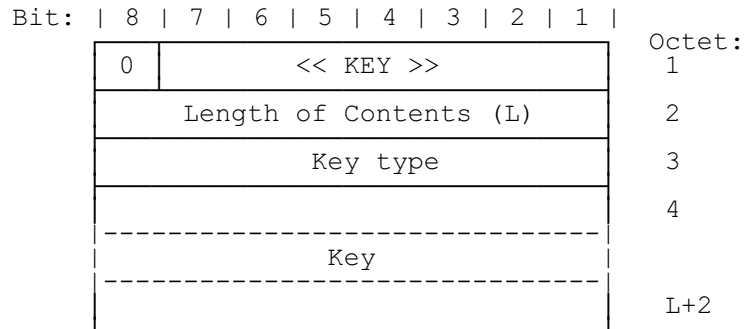 Bit: | 8 | 7 | 6 | 5 | 4 | 3 | 2 | 1 |
Octet:
0 << KEY >> 1
Length of Contents (L) 2
Key type 3
4
Key
L+2